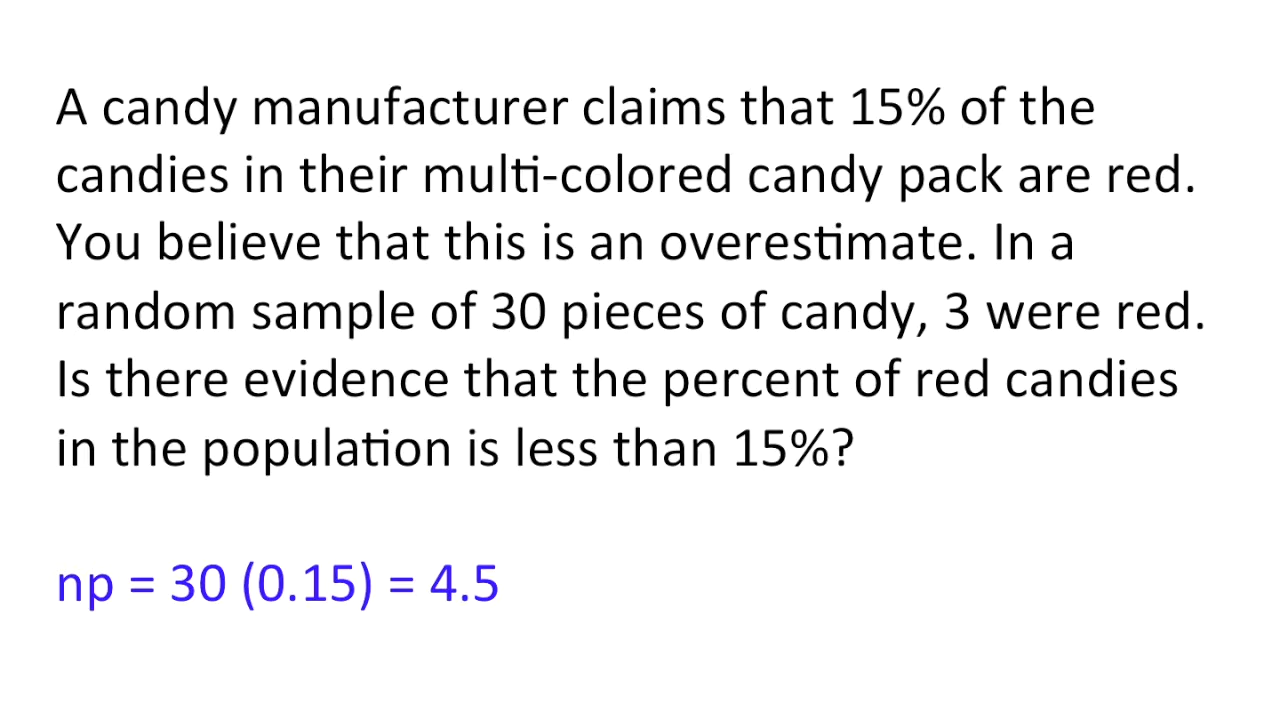 A candy manufacturer claims that 15% of the
candies in their multi-colored candy pack are red.
You believe that this is an overestimate. In a
random sample of 30 pieces of candy, 3 were red.
Is there evidence that the percent of red candies
in the population is less than 15%?
np = 30 (0.15) = 4.5